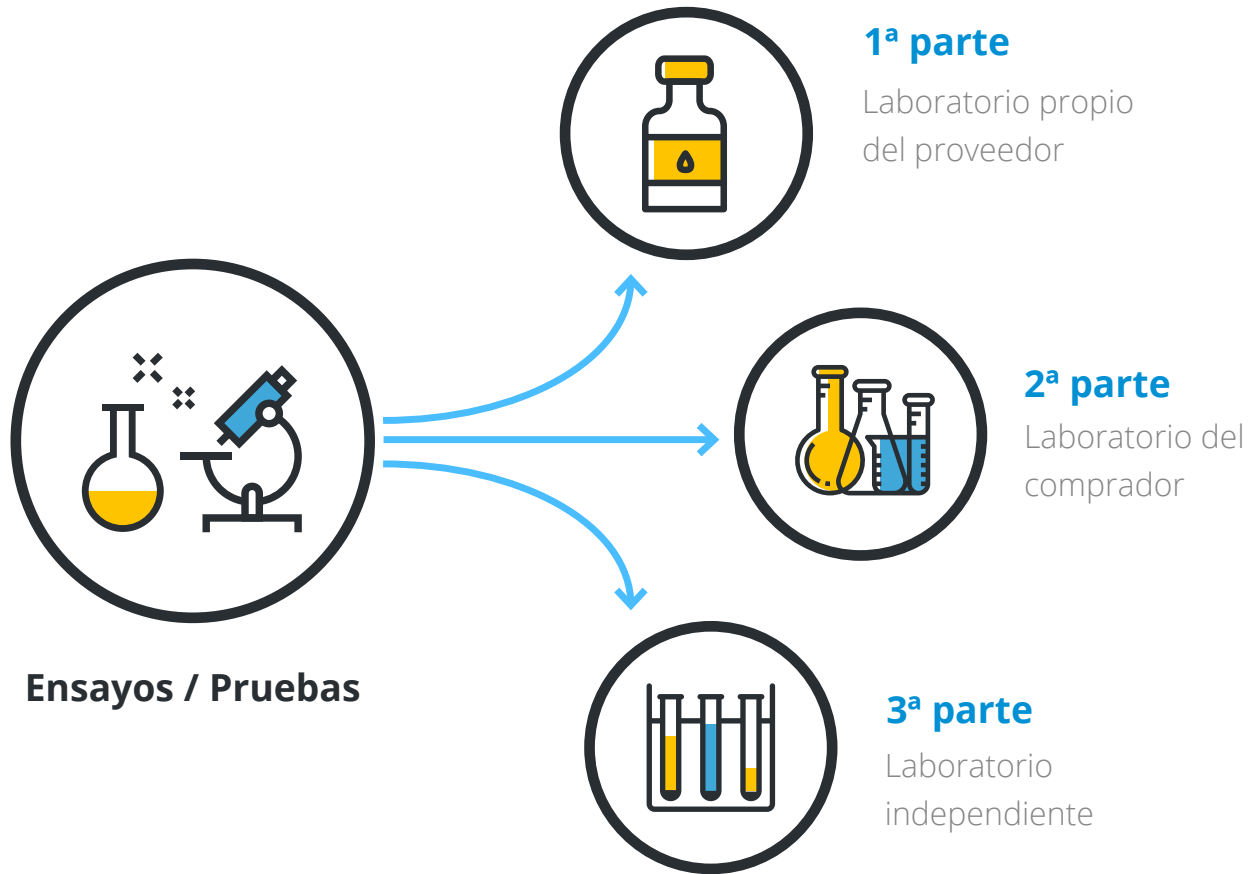 1ª parte
Laboratorio propio
del proveedor
2ª parte
Laboratorio del
comprador
Ensayos / Pruebas
3ª parte
Laboratorio
independiente